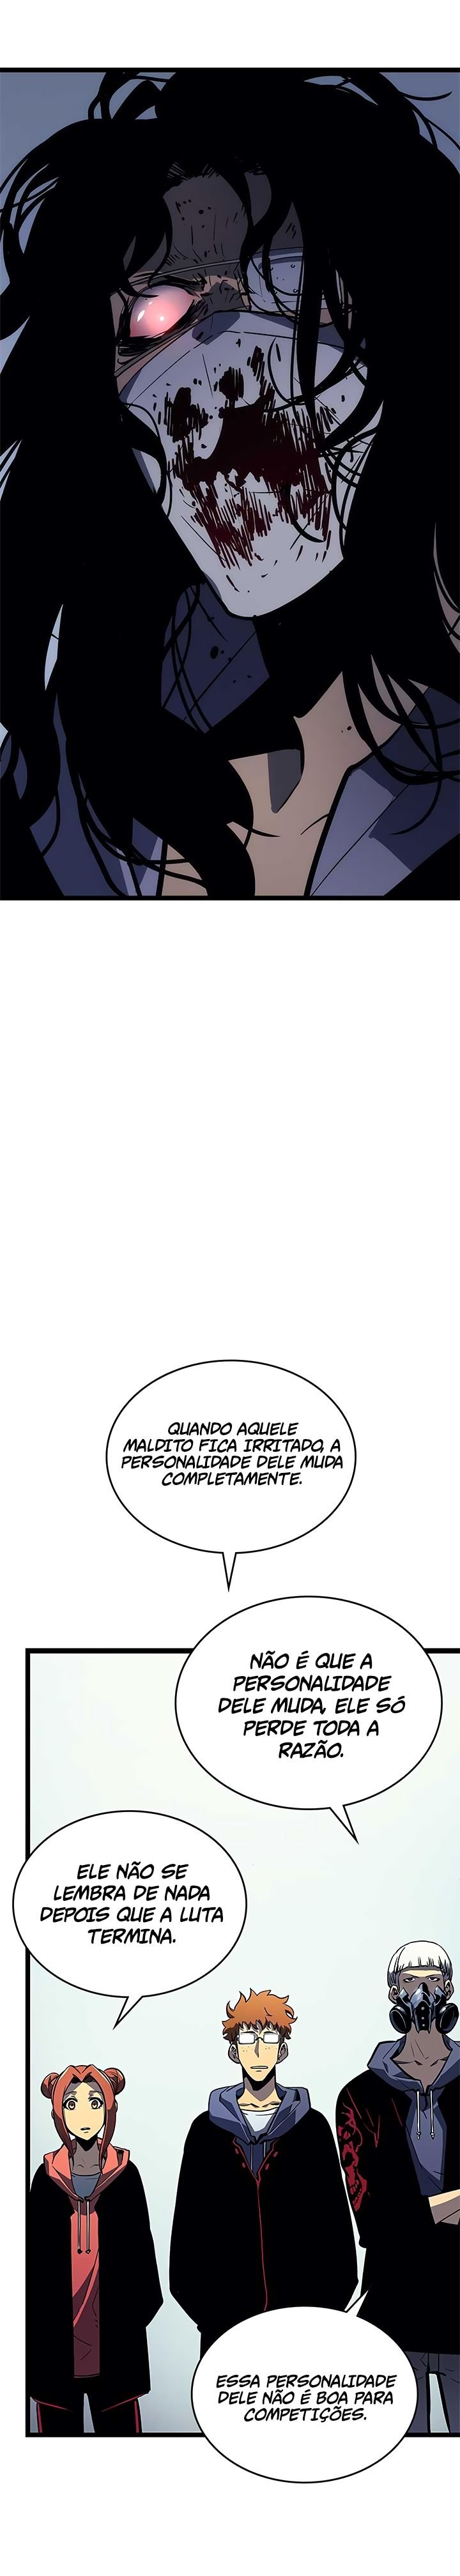 QUANDO AQUELE
MALDITO FICA IRRITADO, A
PERSONALIDADE DELE MUDA
COMPLETAMENTE.
NÃO É QUE A
PERSONALIDADE
DELE MUDA, ELE SÓ
PERDE TODA A
RAZÃO.
ELE NÃO SE
LEMBRA DE NADA
DEPOIS QUE A LUTA
TERMINA.
ESSA PERSONALIDADE
DELE NÃO É BOA PARA
COMPETIÇÕES.